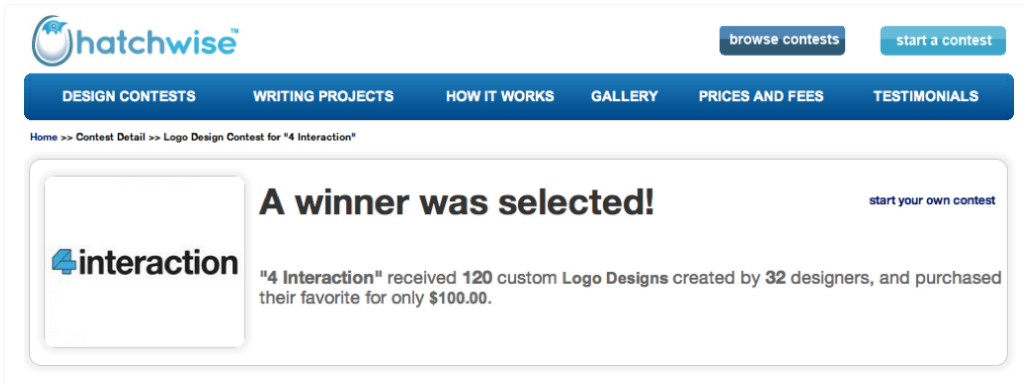 hatchwise™
browse contests
start a contest
DESIGN CONTESTS
WRITING PROJECTS
HOW IT WORKS
GALLERY
PRICES AND FEES
TESTIMONIALS
Home >> Contest Detail >> Logo Design Contest for "4 Interaction"
4interaction
A winner was selected!
start your own contest
"4 Interaction" received 120 custom Logo Designs created by 32 designers, and purchased
their favorite for only $100.00.